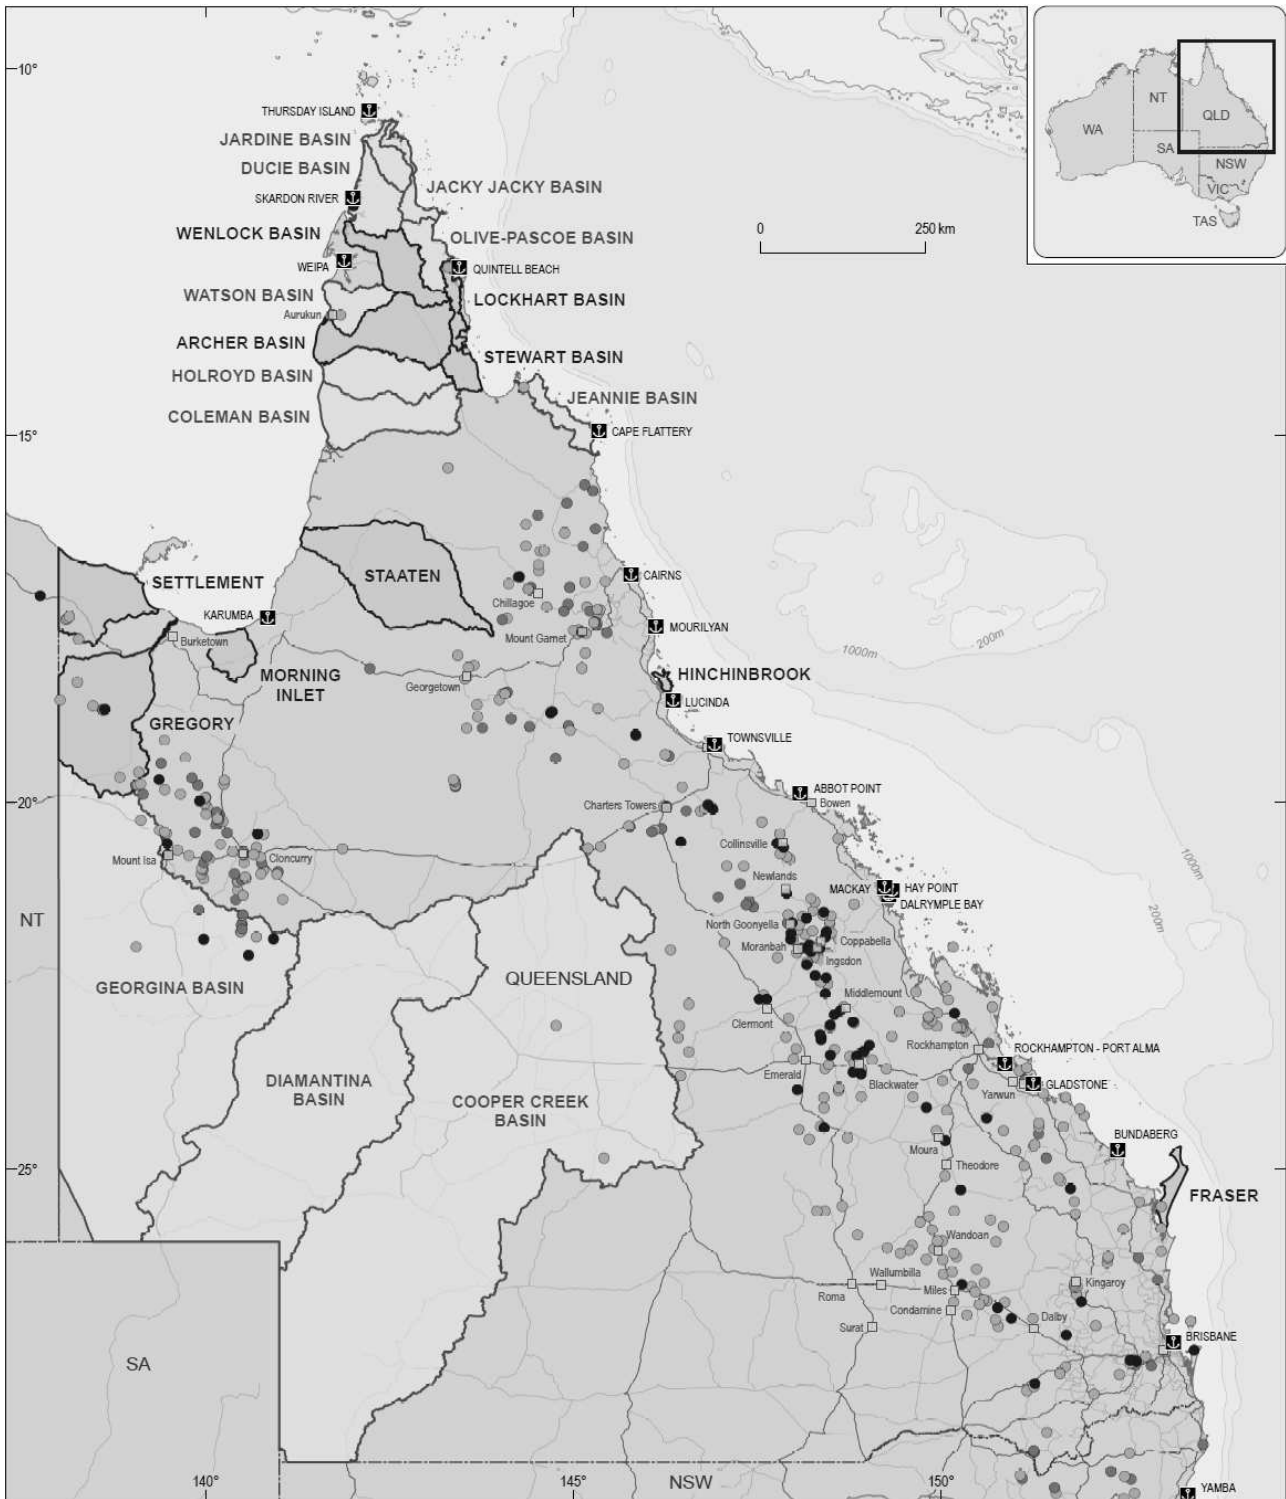 10°
THURSDAY ISLAND
JARDINE BASIN
DUCIE BASIN
SKARDON RIVER
JACKY JACKY BASIN
WENLOCK BASIN
OLIVE-PASCOE BASIN
WEIPA
QUINTELL BEACH
WATSON BASIN
LOCKHART BASIN
Aurukun
ARCHER BASIN
STEWART BASIN
HOLROYD BASIN
JEANNIE BASIN
COLEMAN BASIN
CAPE FLATTERY
15°
0
250 km
WA
NT
QLD
SA
NSW
VIC
TAS
SETTLEMENT
STAATEN
CAIRNS
Chillagoe
KARUMBA
MOURILYAN
Burketown
Mount Garnet
200m
1000m
MORNING
INLET
HINCHINBROOK
Georgetown
LUCINDA
GREGORY
TOWNSVILLE
ABBOT POINT
20°
Charters Towers
Bowen
Collinsville
Mount Isa
Cloncurry
Newlands
MACKAY
HAY POINT
DALRYMPLE BAY
1000m
NT
North Goonyella
200m
Moranbah
Coppabella
Ingsdon
GEORGINA BASIN
QUEENSLAND
Middlemount
Clermont
Rockhampton
ROCKHAMPTON - PORT ALMA
Emerald
DIAMANTINA
BASIN
COOPER CREEK
BASIN
Blackwater
Yarwun
GLADSTONE
BUNDABERG
Moura
25°
Theodore
FRASER
Wandoan
Wallumbilla
Roma
Miles
Kingaroy
Condamine
Surat
Dalby
BRISBANE
SA
140°
145°
NSW
150°
YAMBA